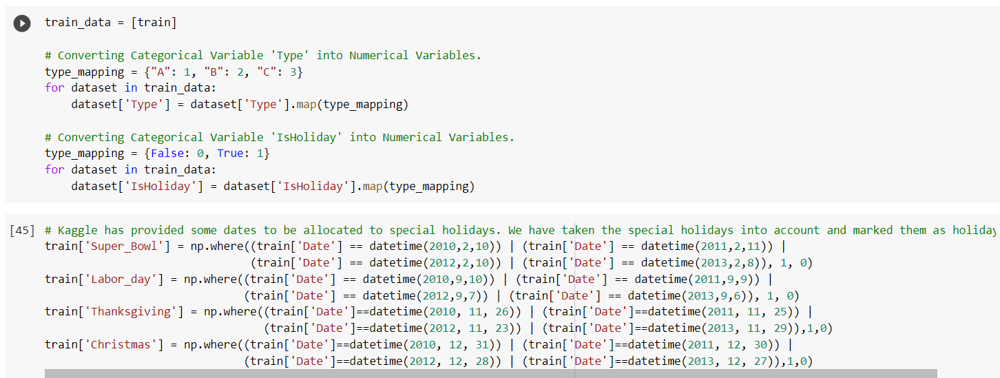 train_data = [train]
# Converting Categorical Variable 'Type' into Numerical Variables.
type_mapping = {"A": 1, "B": 2, "C": 3}
for dataset in train_data:
    dataset['Type'] = dataset['Type'].map(type_mapping)
# Converting Categorical Variable 'IsHoliday' into Numerical Variables.
type_mapping = {False: 0, True: 1}
for dataset in train_data:
    dataset['IsHoliday'] = dataset['IsHoliday'].map(type_mapping)
[45] # Kaggle has provided some dates to be allocated to special holidays. We have taken the special holidays into account and marked them as holiday
train['Super_Bowl'] = np.where((train['Date'] == datetime(2010,2,10)) | (train['Date'] == datetime(2011,2,11)) |
                               (train['Date'] == datetime(2012,2,10)) | (train['Date'] == datetime(2013,2,8)), 1, 0)
train['Labor_day'] = np.where((train['Date'] == datetime(2010,9,10)) | (train['Date'] == datetime(2011,9,9)) |
                              (train['Date'] == datetime(2012,9,7)) | (train['Date'] == datetime(2013,9,6)), 1, 0)
train['Thanksgiving'] = np.where((train['Date']==datetime(2010, 11, 26)) | (train['Date']==datetime(2011, 11, 25)) |
                                 (train['Date']==datetime(2012, 11, 23)) | (train['Date']==datetime(2013, 11, 29)),1,0)
train['Christmas'] = np.where((train['Date']==datetime(2010, 12, 31)) | (train['Date']==datetime(2011, 12, 30)) |
                              (train['Date']==datetime(2012, 12, 28)) | (train['Date']==datetime(2013, 12, 27)),1,0)